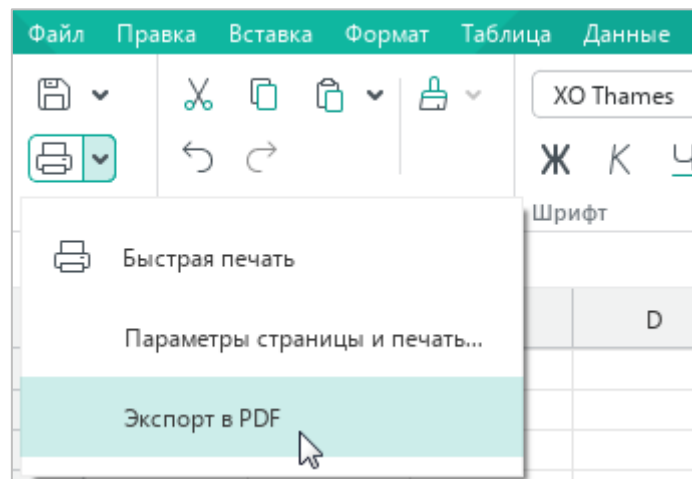 Файл Правка Вставка Формат Таблица Данные
XO Thames
Ж К Ч
Шрифт
Быстрая печать
D
Параметры страницы и печать...
Экспорт в PDF